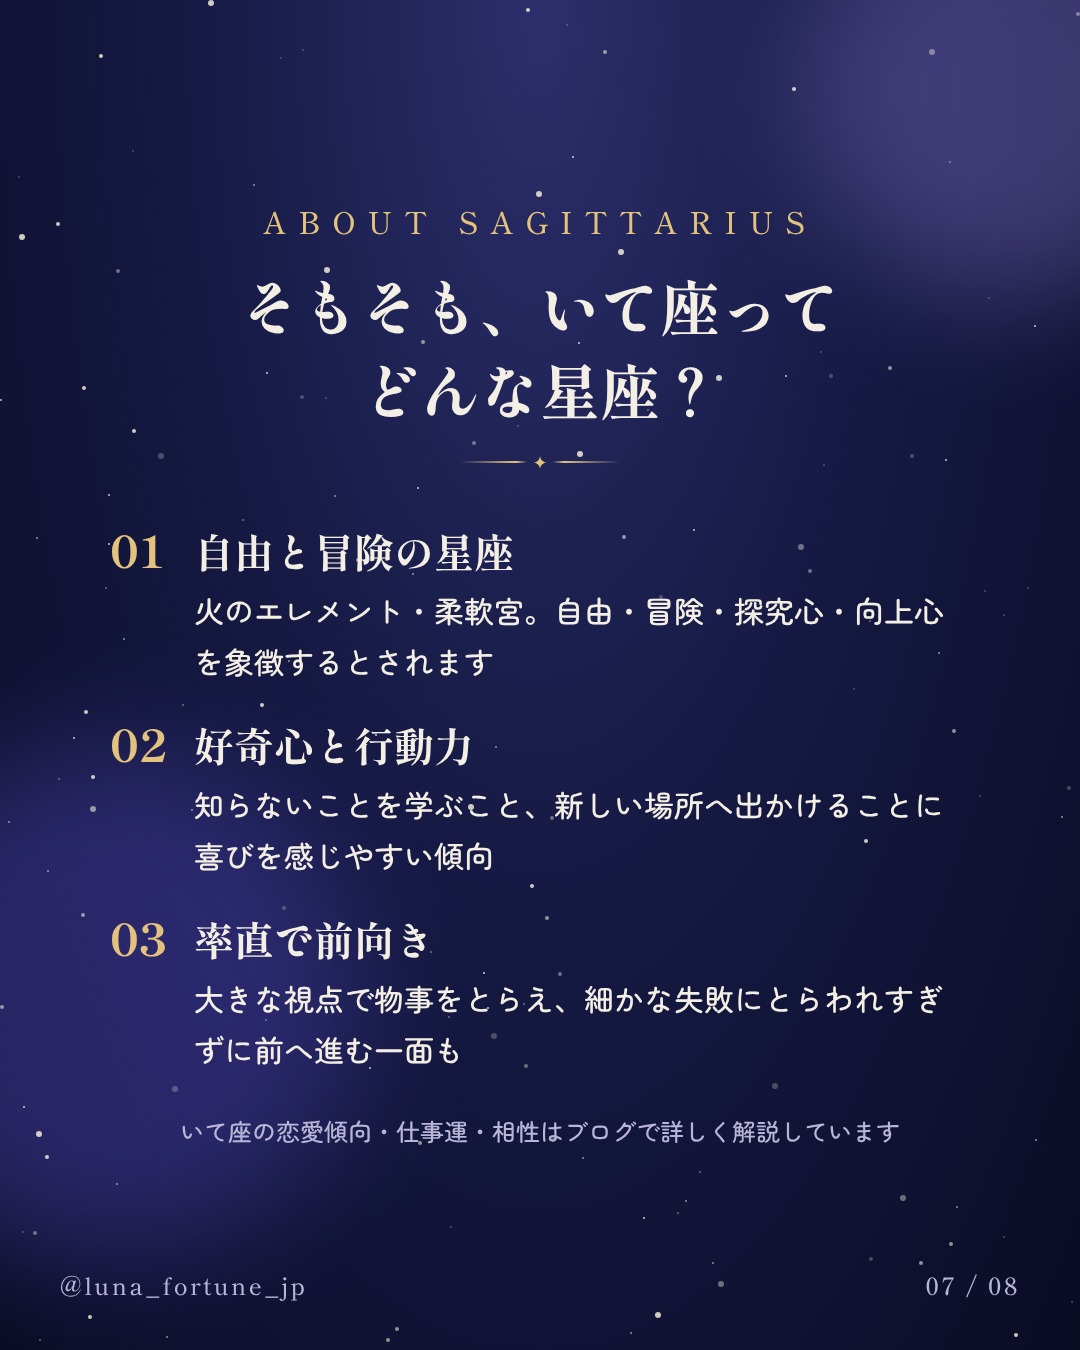 ABOUT SAGITTARIUS
そもそも、いて座って
どんな星座？
01 自由と冒険の星座
火のエレメント・柔軟宮。自由・冒険・探究心・向上心
を象徴するとされます
02 好奇心と行動力
知らないことを学ぶこと、新しい場所へ出かけることに
喜びを感じやすい傾向
03 率直で前向き
大きな視点で物事をとらえ、細かな失敗にとらわれすぎ
ずに前へ進む一面も
いて座の恋愛傾向・仕事運・相性はブログで詳しく解説しています
@luna_fortune_jp
07 / 08